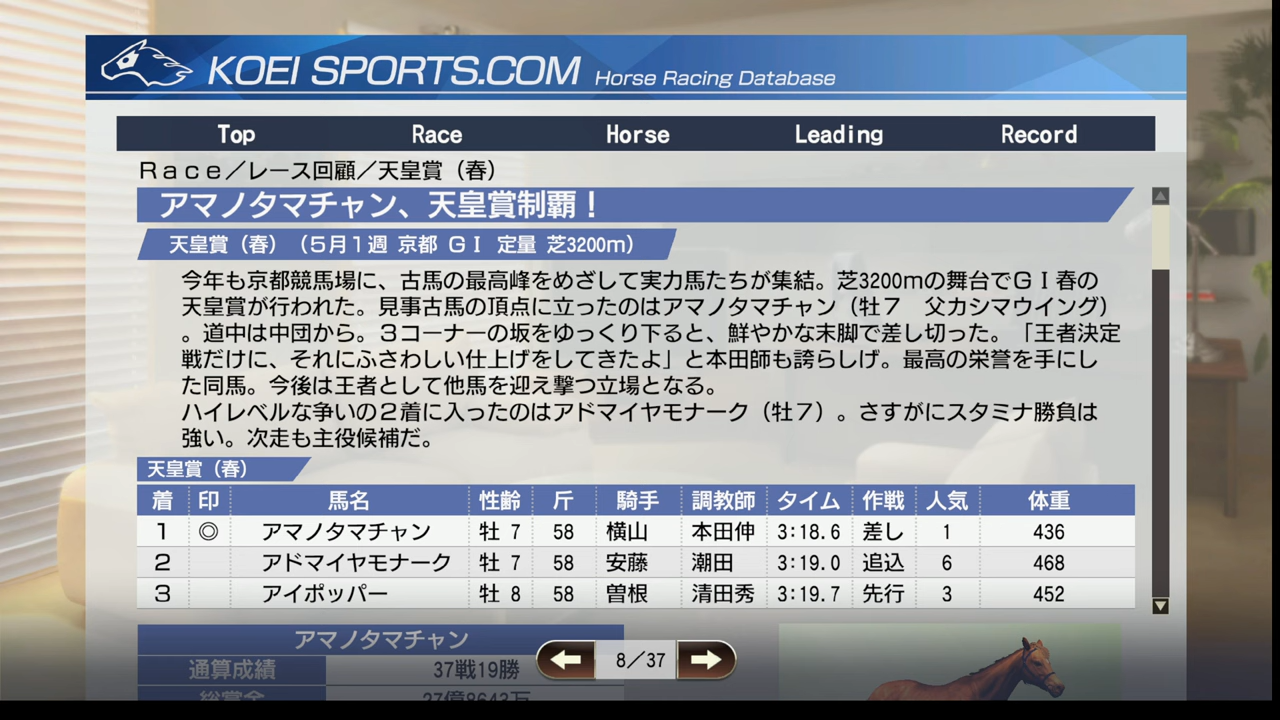 KOEI SPORTS.COM Horse Racing Database
Top Race Horse Leading Record
Race／レース回顧／天皇賞（春）
アマノタマチャン、天皇賞制覇！
天皇賞（春）（５月１週 京都 ＧⅠ 定量 芝3200m）
今年も京都競馬場に、古馬の最高峰をめざして実力馬たちが集結。芝3200mの舞台でＧⅠ春の
天皇賞が行われた。見事古馬の頂点に立ったのはアマノタマチャン（牡７　父カシマウイング）
。道中は中団から。３コーナーの坂をゆっくり下ると、鮮やかな末脚で差し切った。「王者決定
戦だけに、それにふさわしい仕上げをしてきたよ」と本田師も誇らしげ。最高の栄誉を手にし
た同馬。今後は王者として他馬を迎え撃つ立場となる。
ハイレベルな争いの２着に入ったのはアドマイヤモナーク（牡７）。さすがにスタミナ勝負は
強い。次走も主役候補だ。
天皇賞（春）
着 印 馬名 性齢 斤 騎手 調教師 タイム 作戦 人気 体重
1 ◎ アマノタマチャン 牡 7 58 横山 本田伸 3:18.6 差し 1 436
2 アドマイヤモナーク 牡 7 58 安藤 潮田 3:19.0 追込 6 468
3 アイポッパー 牡 8 58 曽根 清田秀 3:19.7 先行 3 452
アマノタマチャン
通算成績 37戦19勝
8／37
総賞金 27億8643万